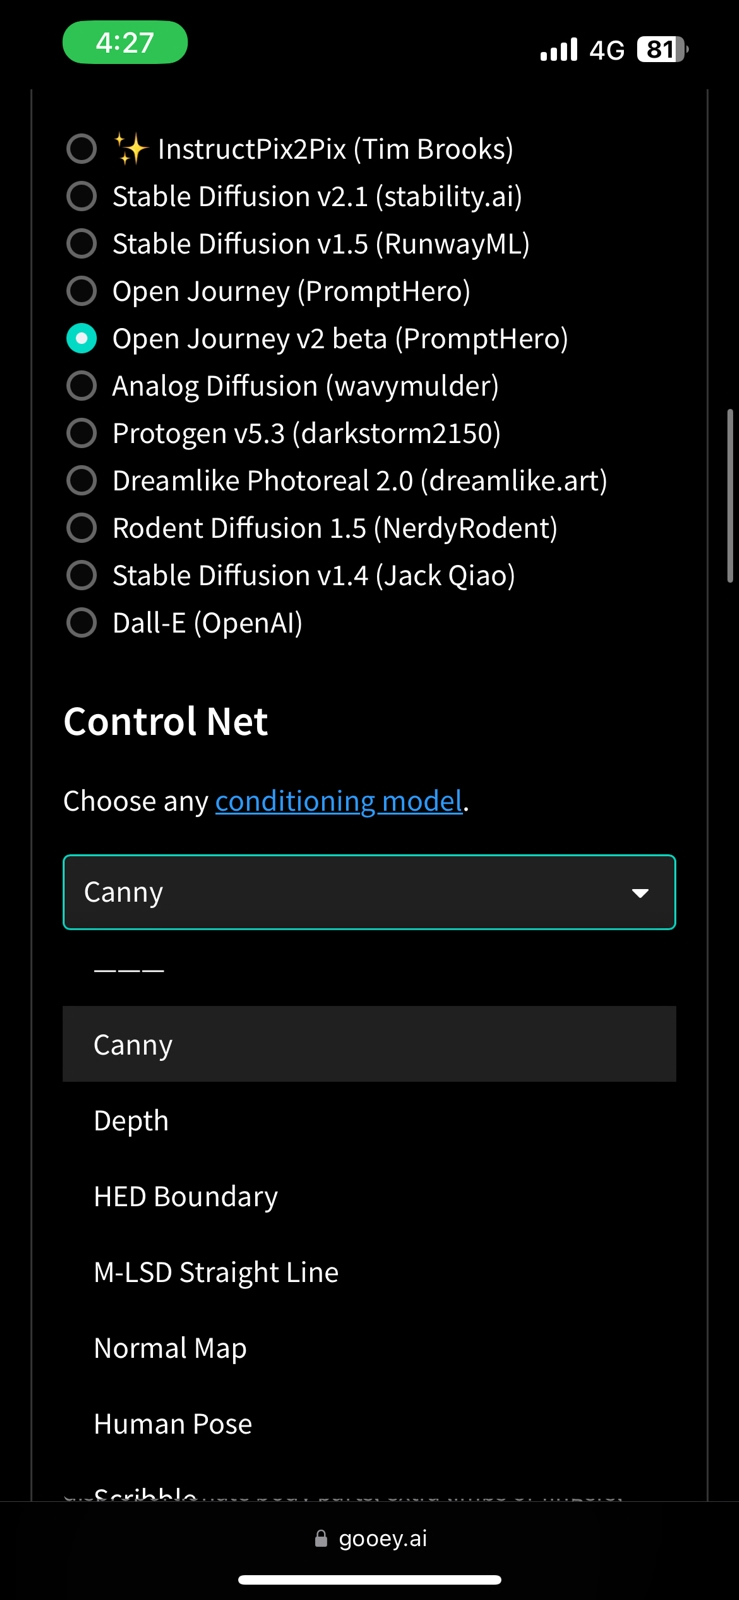 4:27
4G 81
✨ InstructPix2Pix (Tim Brooks)
Stable Diffusion v2.1 (stability.ai)
Stable Diffusion v1.5 (RunwayML)
Open Journey (PromptHero)
Open Journey v2 beta (PromptHero)
Analog Diffusion (wavymulder)
Protogen v5.3 (darkstorm2150)
Dreamlike Photoreal 2.0 (dreamlike.art)
Rodent Diffusion 1.5 (NerdyRodent)
Stable Diffusion v1.4 (Jack Qiao)
Dall-E (OpenAI)
Control Net
Choose any conditioning model.
Canny
———
Canny
Depth
HED Boundary
M-LSD Straight Line
Normal Map
Human Pose
Scribble
gooey.ai